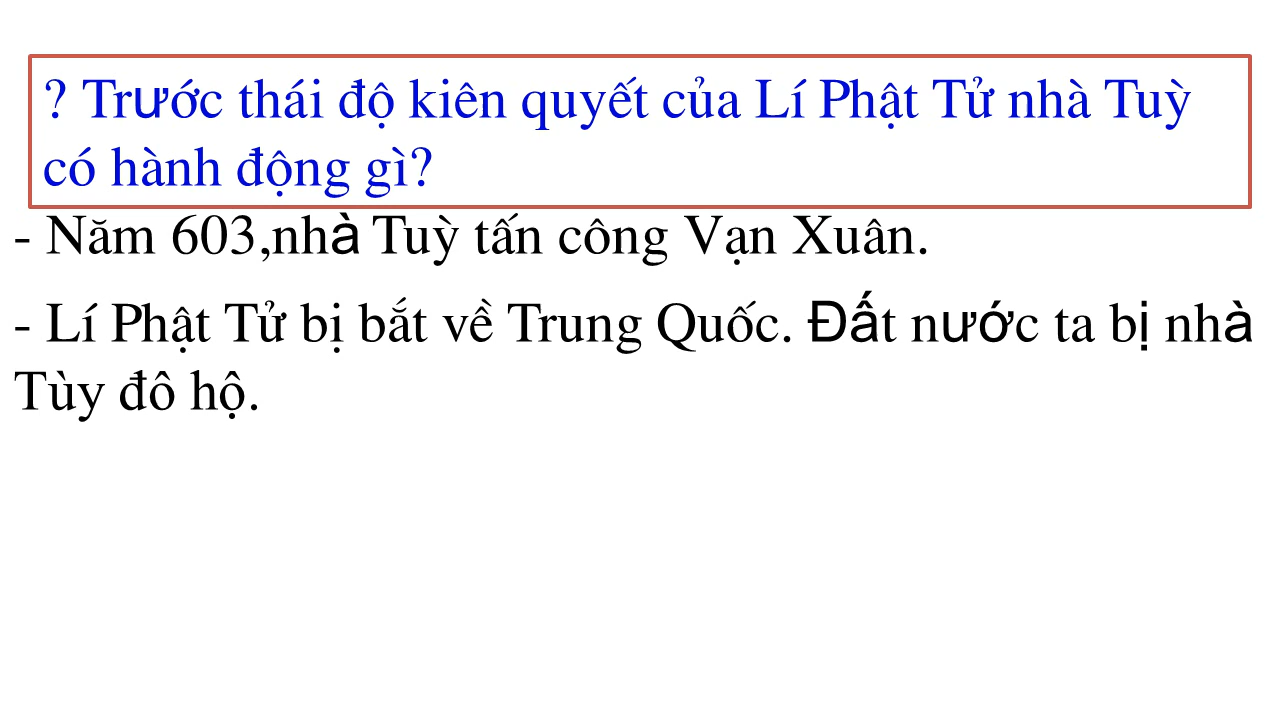 ? Trước thái độ kiên quyết của Lí Phật Tử nhà Tuỳ
có hành động gì?
- Năm 603,nhà Tuỳ tấn công Vạn Xuân.
- Lí Phật Tử bị bắt về Trung Quốc. Đất nước ta bị nhà
Tùy đô hộ.